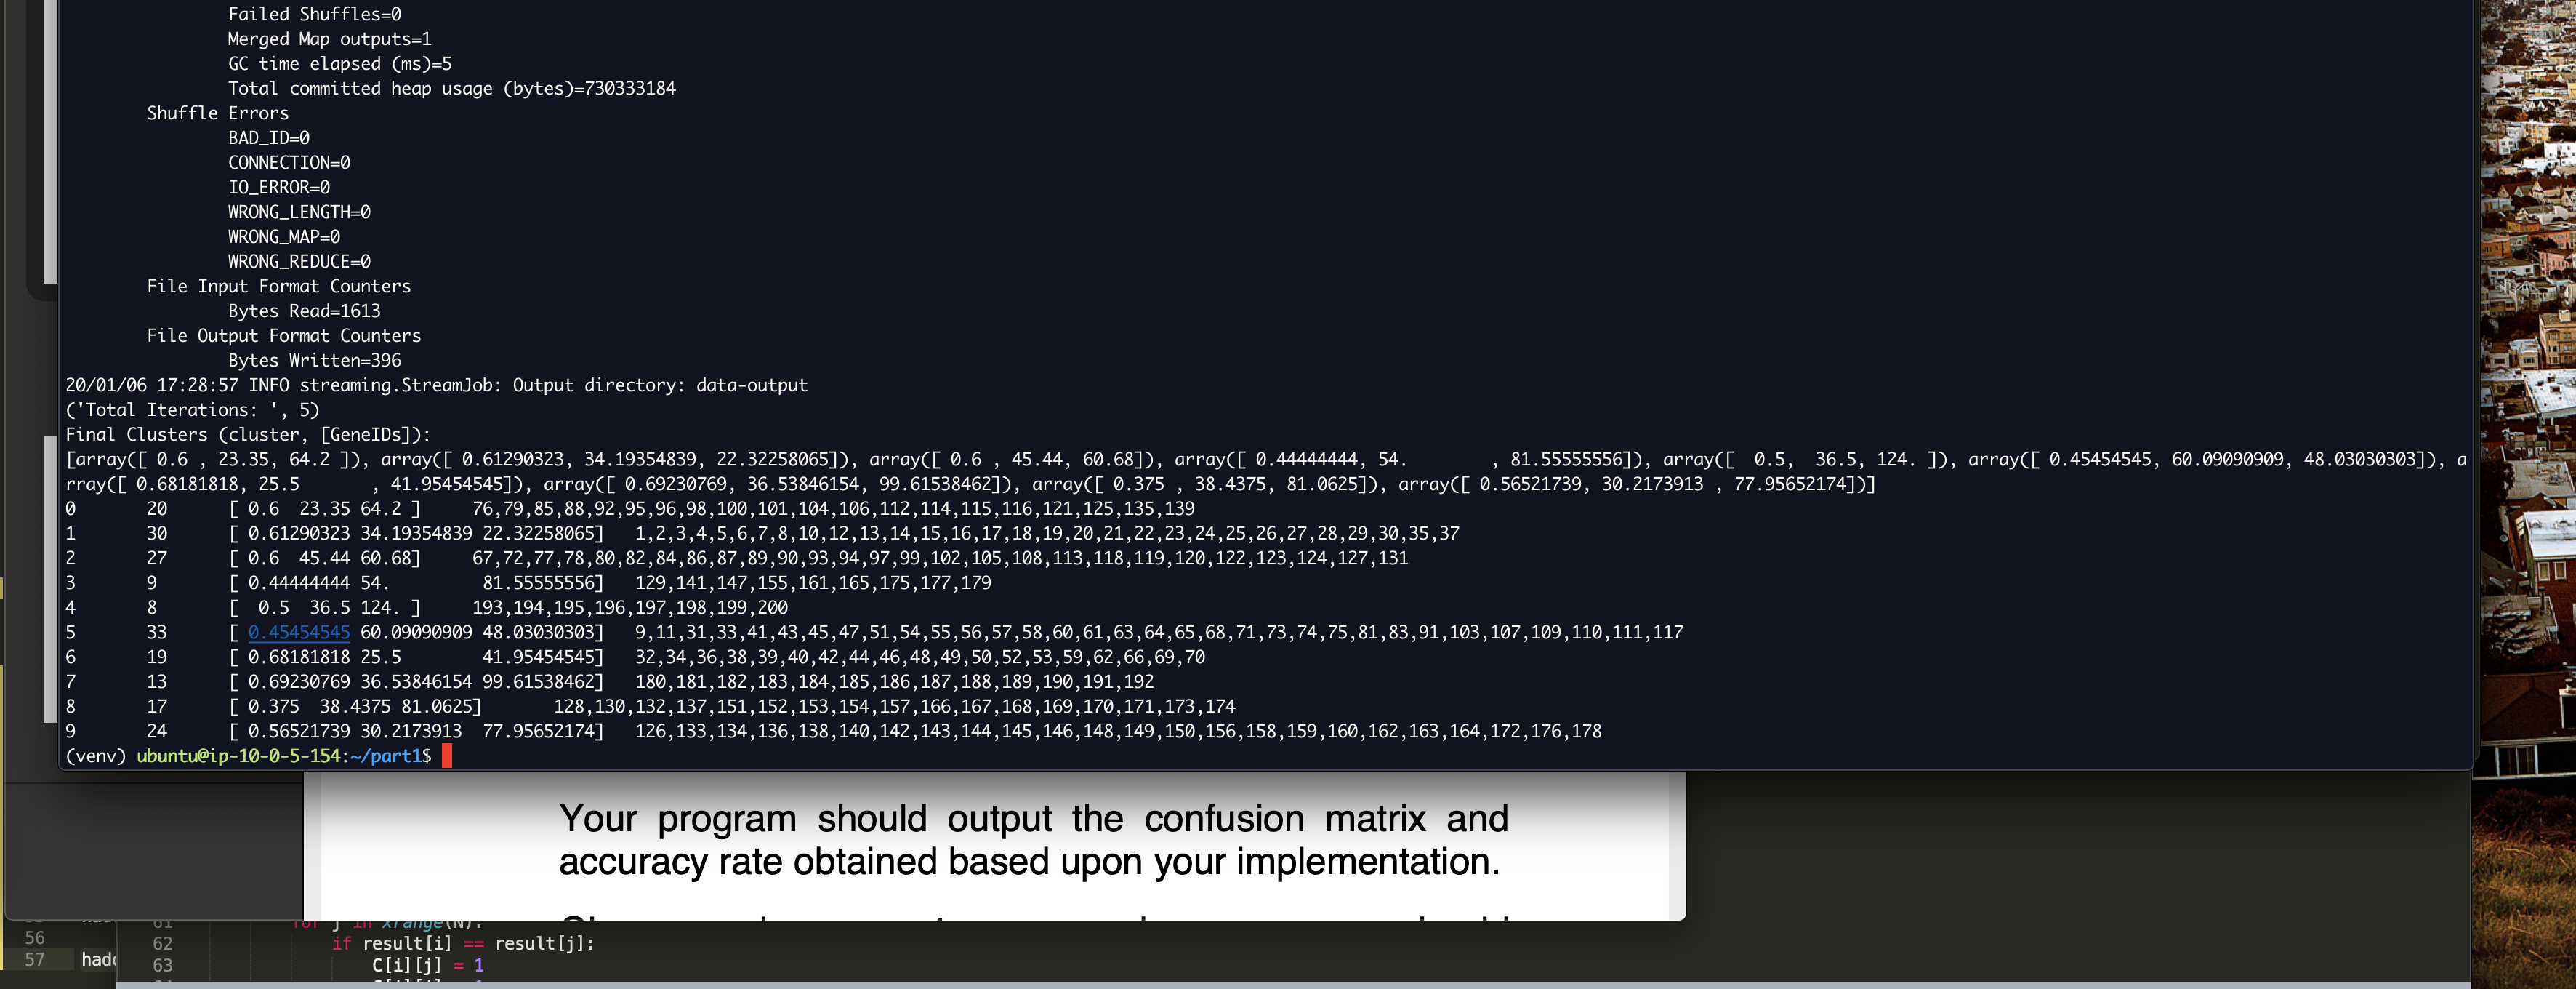 Failed Shuffles=0
Merged Map outputs=1
GC time elapsed (ms)=5
Total committed heap usage (bytes)=730333184
Shuffle Errors
BAD_ID=0
CONNECTION=0
IO_ERROR=0
WRONG_LENGTH=0
WRONG_MAP=0
WRONG_REDUCE=0
File Input Format Counters
Bytes Read=1613
File Output Format Counters
Bytes Written=396
20/01/06 17:28:57 INFO streaming.StreamJob: Output directory: data-output
('Total Iterations: ', 5)
Final Clusters (cluster, [GeneIDs]):
[array([ 0.6 , 23.35, 64.2 ]), array([ 0.61290323, 34.19354839, 22.32258065]), array([ 0.6 , 45.44, 60.68]), array([ 0.44444444, 54.        , 81.55555556]), array([  0.5,  36.5, 124. ]), array([ 0.45454545, 60.09090909, 48.03030303]), a
rray([ 0.68181818, 25.5       , 41.95454545]), array([ 0.69230769, 36.53846154, 99.61538462]), array([ 0.375 , 38.4375, 81.0625]), array([ 0.56521739, 30.2173913 , 77.95652174])]
0 20 [ 0.6  23.35 64.2 ] 76,79,85,88,92,95,96,98,100,101,104,106,112,114,115,116,121,125,135,139
1 30 [ 0.61290323 34.19354839 22.32258065] 1,2,3,4,5,6,7,8,10,12,13,14,15,16,17,18,19,20,21,22,23,24,25,26,27,28,29,30,35,37
2 27 [ 0.6  45.44 60.68] 67,72,77,78,80,82,84,86,87,89,90,93,94,97,99,102,105,108,113,118,119,120,122,123,124,127,131
3 9 [ 0.44444444 54.         81.55555556] 129,141,147,155,161,165,175,177,179
4 8 [  0.5  36.5 124. ] 193,194,195,196,197,198,199,200
5 33 [ 0.45454545 60.09090909 48.03030303] 9,11,31,33,41,43,45,47,51,54,55,56,57,58,60,61,63,64,65,68,71,73,74,75,81,83,91,103,107,109,110,111,117
6 19 [ 0.68181818 25.5        41.95454545] 32,34,36,38,39,40,42,44,46,48,49,50,52,53,59,62,66,69,70
7 13 [ 0.69230769 36.53846154 99.61538462] 180,181,182,183,184,185,186,187,188,189,190,191,192
8 17 [ 0.375  38.4375 81.0625] 128,130,132,137,151,152,153,154,157,166,167,168,169,170,171,173,174
9 24 [ 0.56521739 30.2173913  77.95652174] 126,133,134,136,138,140,142,143,144,145,146,148,149,150,156,158,159,160,162,163,164,172,176,178
(venv) ubuntu@ip-10-0-5-154:~/part1$
Your program should output the confusion matrix and
accuracy rate obtained based upon your implementation.
61 for j in xrange(N):
56
62 if result[i] == result[j]:
57 hadc
63 C[i][j] = 1